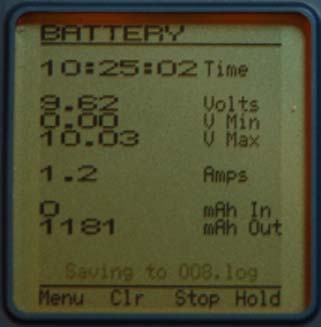 BATTERY
10:25:02 Time
9.62 Volts
0.00 V Min
10.03 V Max
1.2 Amps
0 mAh In
1181 mAh Out
Saving to 008.log
Menu Clr Stop Hold